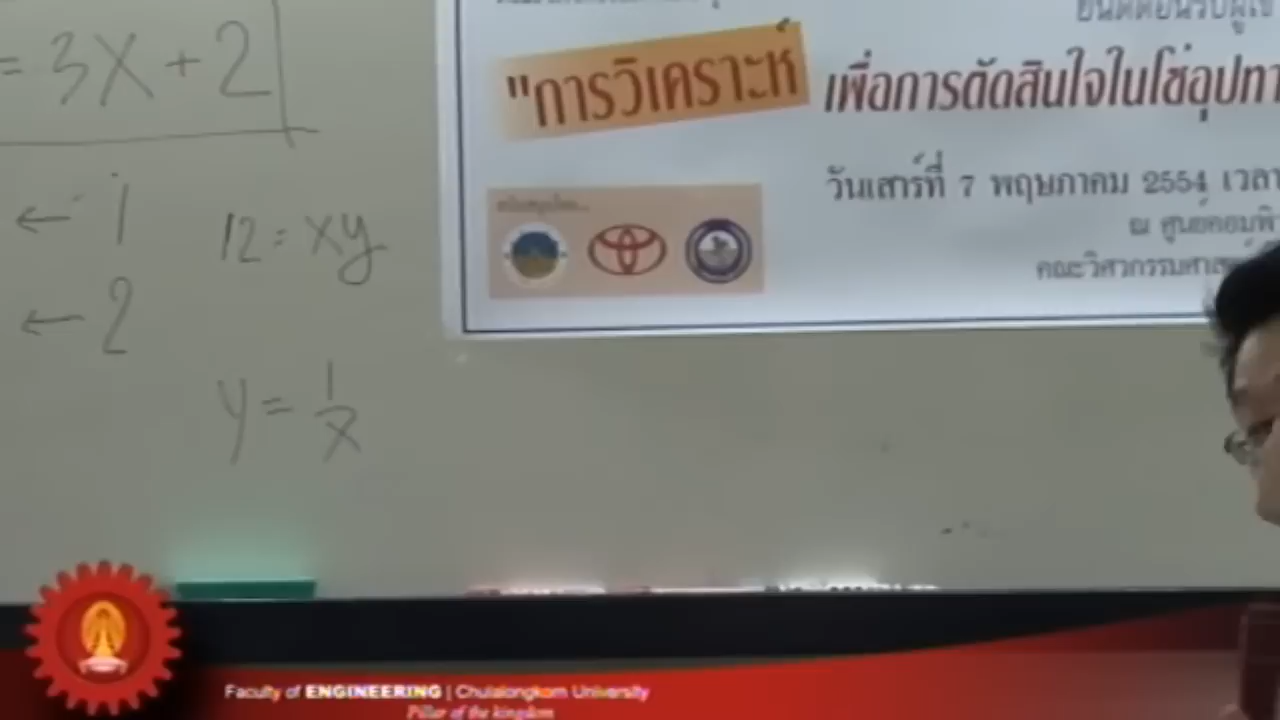 = 3X + 2
← 1
12 = xy
← 2
y = 1/x
"การวิเคราะห์ เพื่อการตัดสินใจในโซ่อุปทา
วันเสาร์ที่ 7 พฤษภาคม 2554 เวลา
ณ ศูนย์คอมพิ
คณะวิศวกรรมศาส
Faculty of ENGINEERING | Chulalongkorn University
Pillar of the kingdom